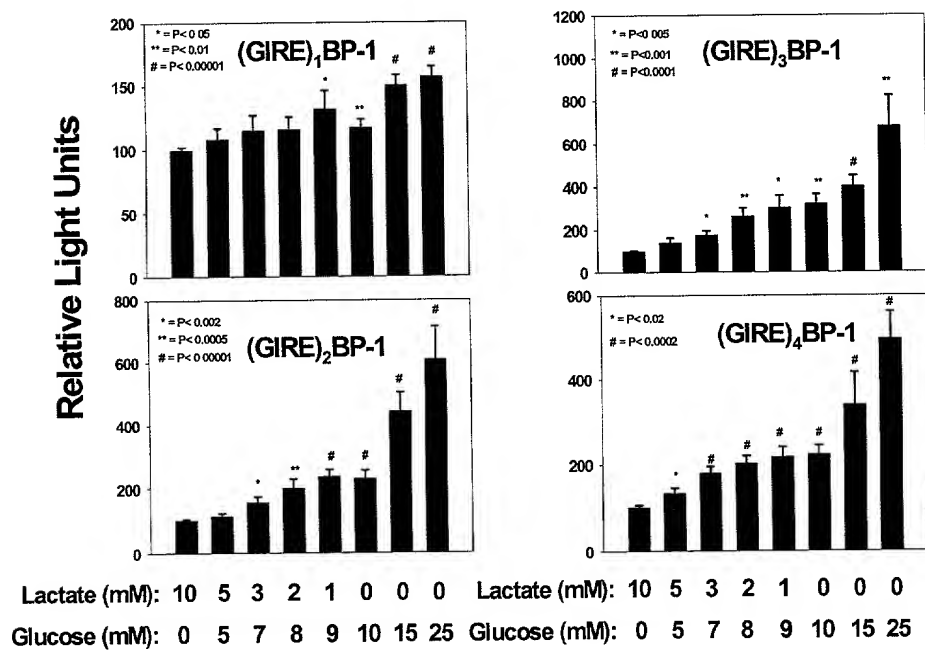 Relative Light Units
* = P< 0 05
** = P< 0.01
# = P< 0.00001
(GIRE)1BP-1
200
150
100
50
0
*
**
#
#
* = P<0 005
** = P<0.001
# = P<0.0001
(GIRE)3BP-1
1200
1000
800
600
400
200
0
*
**
*
**
#
**
* = P< 0.002
** = P< 0.0005
# = P< 0 00001
(GIRE)2BP-1
800
600
400
200
0
*
**
#
#
#
#
* = P< 0.02
# = P< 0.0002
(GIRE)4BP-1
600
400
200
0
*
#
#
#
#
#
#
Lactate (mM): 10 5 3 2 1 0 0 0
Glucose (mM): 0 5 7 8 9 10 15 25
Lactate (mM): 10 5 3 2 1 0 0 0
Glucose (mM): 0 5 7 8 9 10 15 25